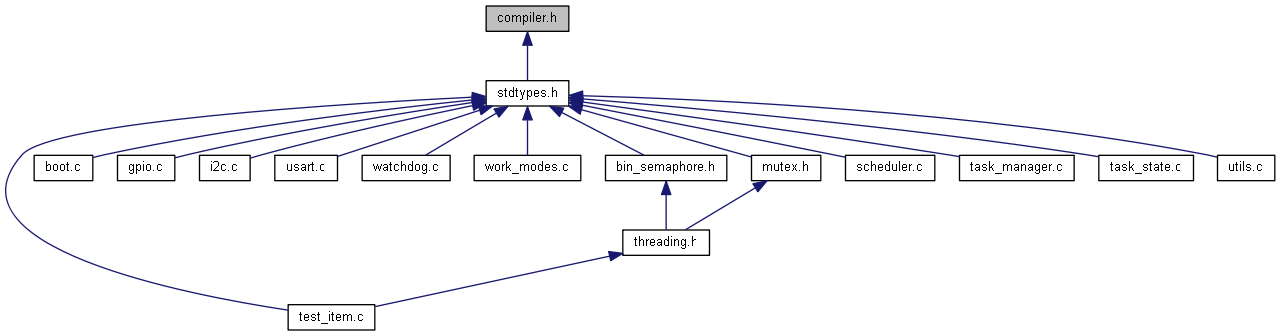 compiler.h
stdtypes.h
boot.c
gpio.c
i2c.c
usart.c
watchdog.c
work_modes.c
bin_semaphore.h
mutex.h
scheduler.c
task_manager.c
task_state.c
utils.c
threading.h
test_item.c